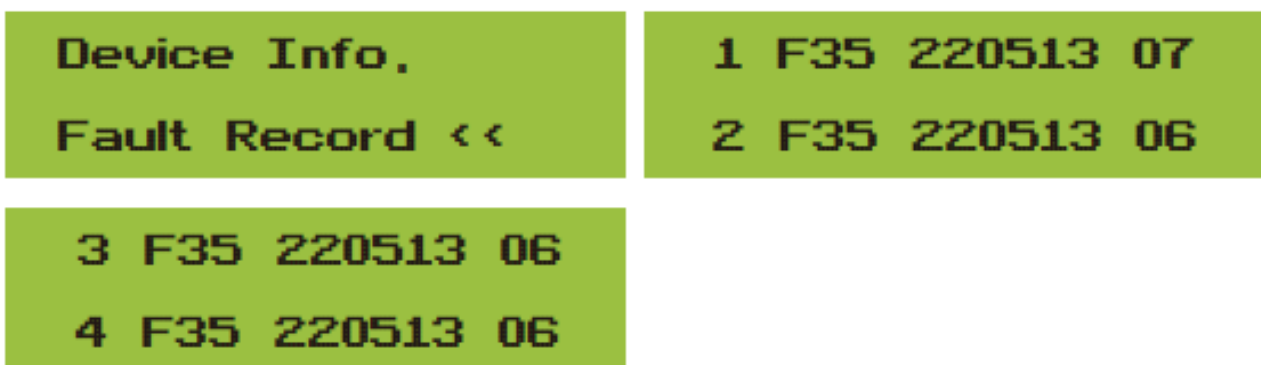 Device Info.
Fault Record <<
1 F35 220513 07
2 F35 220513 06
3 F35 220513 06
4 F35 220513 06